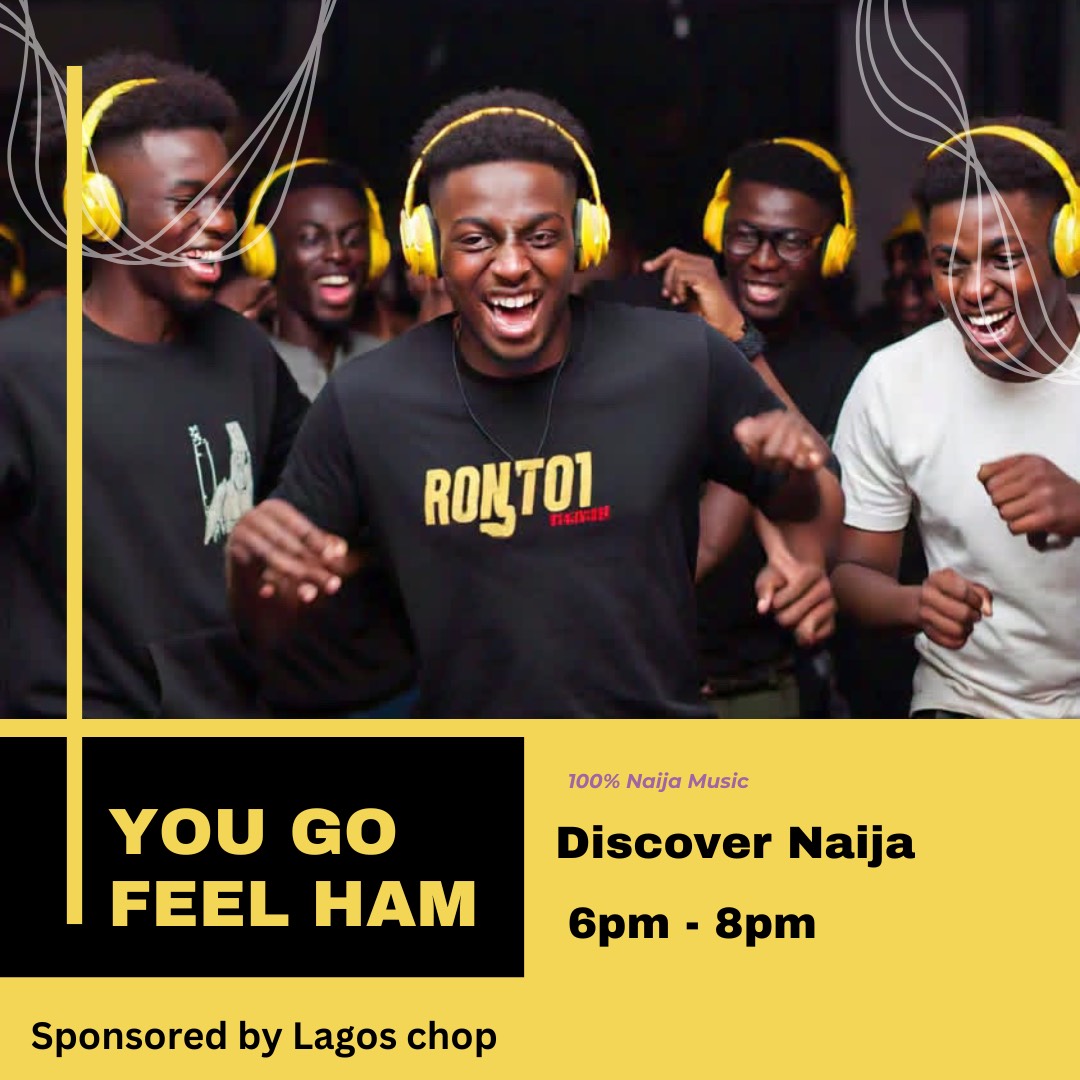 RONTO1
YOU GO
FEEL HAM
100% Naija Music
Discover Naija
6pm - 8pm
Sponsored by Lagos chop